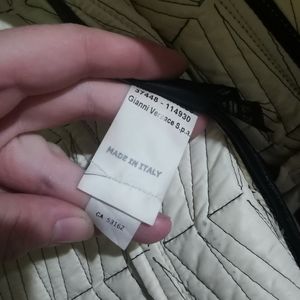 37448 - 114930
Gianni Versace S.p.a
MADE IN ITALY
CA 53162